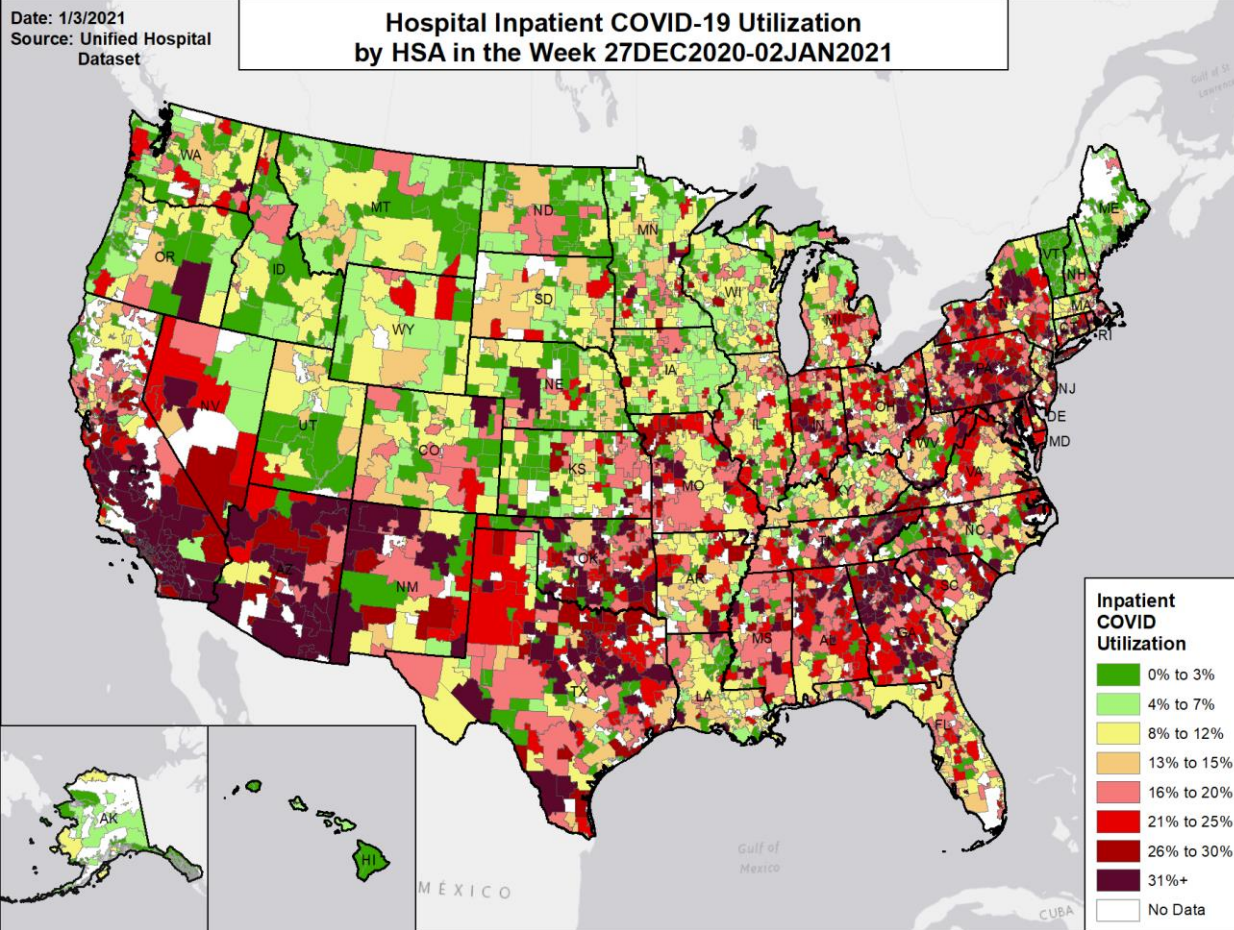 Date: 1/3/2021
Source: Unified Hospital
Dataset
Hospital Inpatient COVID-19 Utilization
by HSA in the Week 27DEC2020-02JAN2021
Gulf of St
Lawrence
WA
MT
ND
MN
ME
OR
ID
WY
SD
WI
MI
VT
NH
MA
RI
NV
UT
CO
NE
IA
IL
IN
OH
PA
NJ
DE
MD
WV
VA
KS
MO
KY
CA
AZ
NM
OK
AR
TN
NC
SC
MS
AL
GA
TX
LA
FL
AK
HI
Gulf of
Mexico
MÉXICO
CUBA
Inpatient
COVID
Utilization
0% to 3%
4% to 7%
8% to 12%
13% to 15%
16% to 20%
21% to 25%
26% to 30%
31%+
No Data